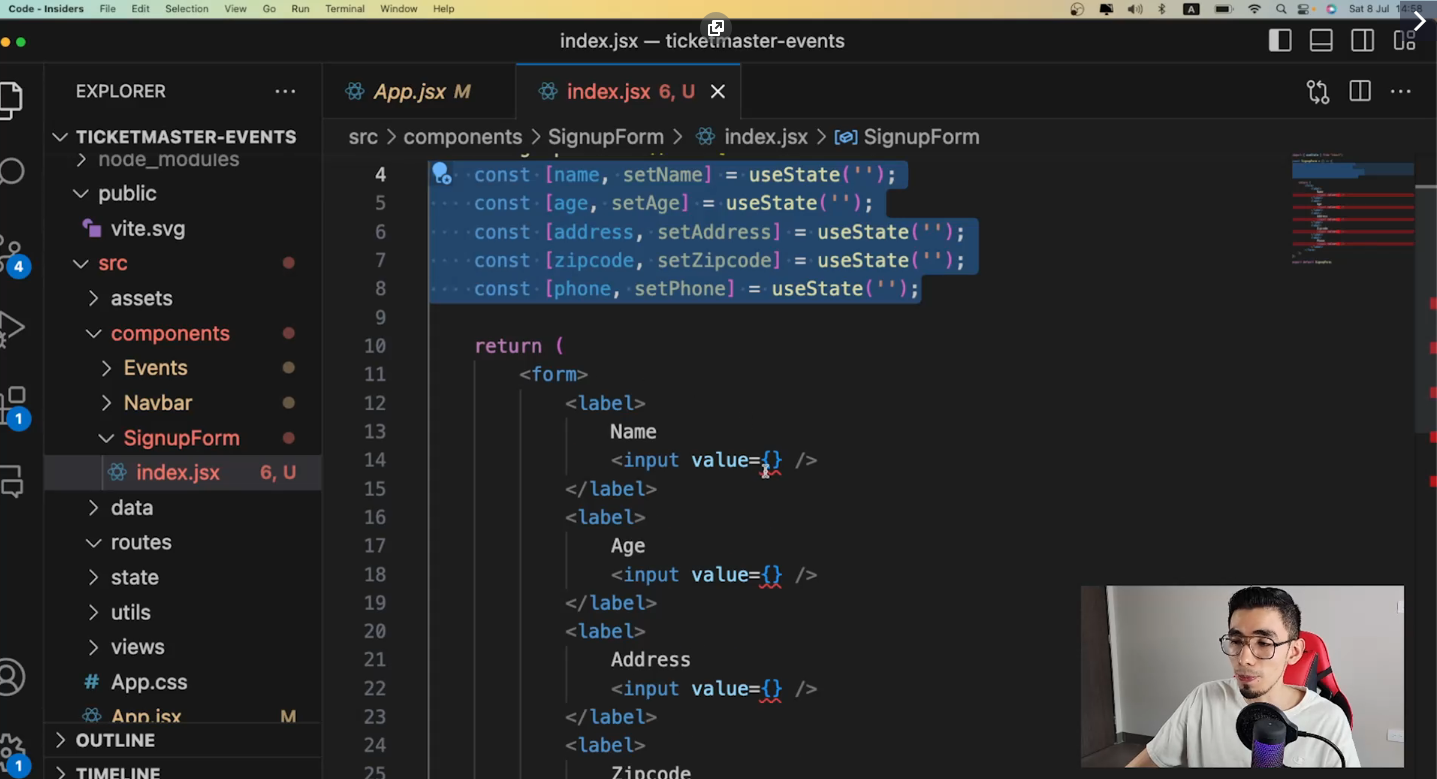 Code - Insiders File Edit Selection View Go Run Terminal Window Help A Sat 8 Jul 14:58
index.jsx — ticketmaster-events
EXPLORER ...
App.jsx M
index.jsx 6, U
TICKETMASTER-EVENTS
src > components > SignupForm > index.jsx > SignupForm
node_modules
public
vite.svg
src
assets
components
Events
Navbar
SignupForm
index.jsx 6, U
data
routes
state
utils
views
# App.css
App.jsx M
OUTLINE
TIMELINE
4
1
1
4 const [name, setName] = useState('');
5 const [age, setAge] = useState('');
6 const [address, setAddress] = useState('');
7 const [zipcode, setZipcode] = useState('');
8 const [phone, setPhone] = useState('');
9
10 return (
11 <form>
12 <label>
13 Name
14 <input value={} />
15 </label>
16 <label>
17 Age
18 <input value={} />
19 </label>
20 <label>
21 Address
22 <input value={} />
23 </label>
24 <label>
25 Zipcode